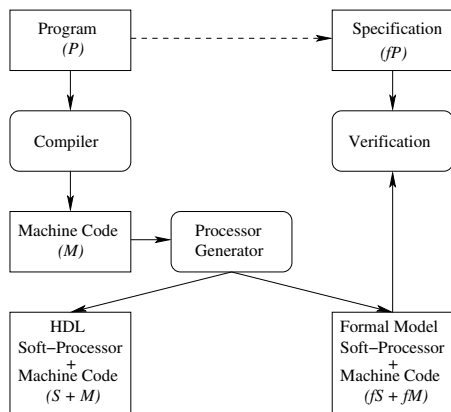 Program
(P)
Specification
(fP)
Compiler
Verification
Machine Code
(M)
Processor
Generator
HDL
Soft−Processor
+
Machine Code
(S + M)
Formal Model
Soft−Processor
+
Machine Code
(fS + fM)